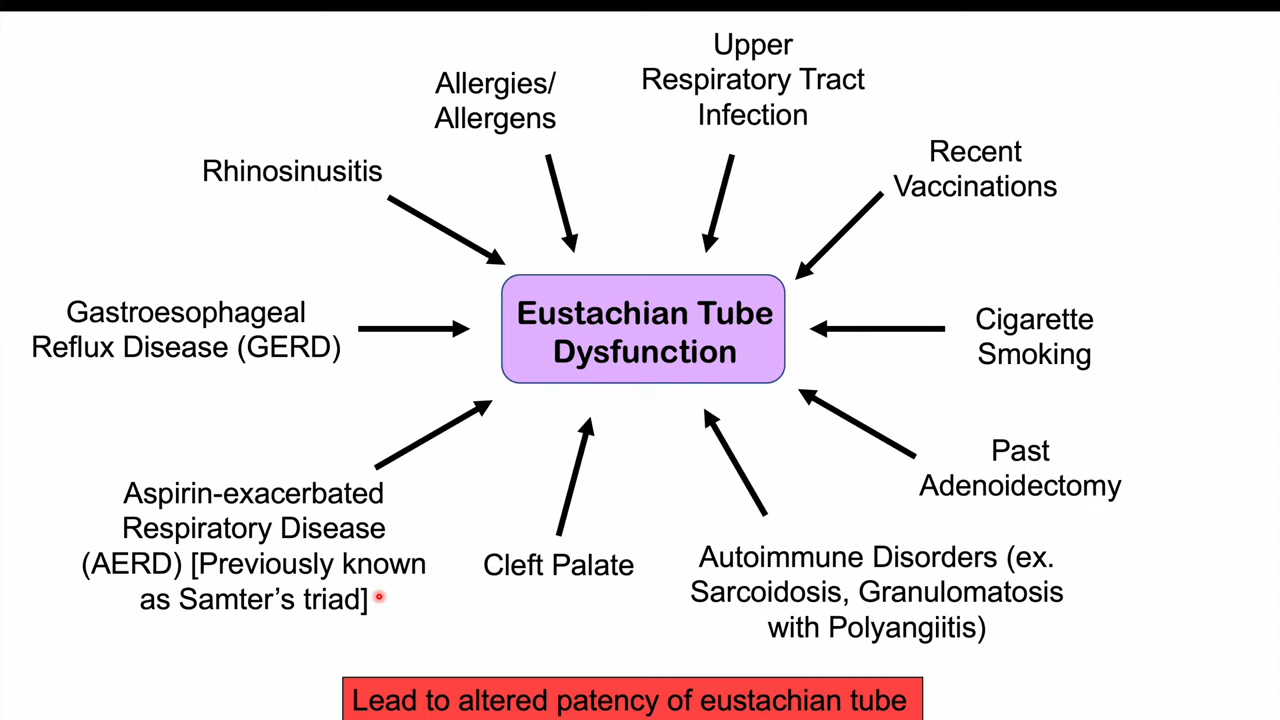 Upper
Respiratory Tract
Infection
Allergies/
Allergens
Recent
Vaccinations
Rhinosinusitis
Eustachian Tube
Dysfunction
Gastroesophageal
Reflux Disease (GERD)
Cigarette
Smoking
Past
Adenoidectomy
Aspirin-exacerbated
Respiratory Disease
(AERD) [Previously known
as Samter's triad]
Cleft Palate
Autoimmune Disorders (ex.
Sarcoidosis, Granulomatosis
with Polyangiitis)
Lead to altered patency of eustachian tube